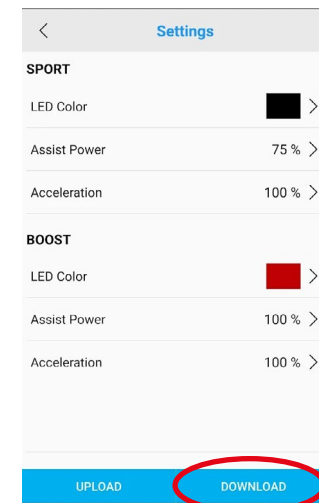 Settings
SPORT
LED Color
Assist Power 75 %
Acceleration 100 %
BOOST
LED Color
Assist Power 100 %
Acceleration 100 %
UPLOAD DOWNLOAD